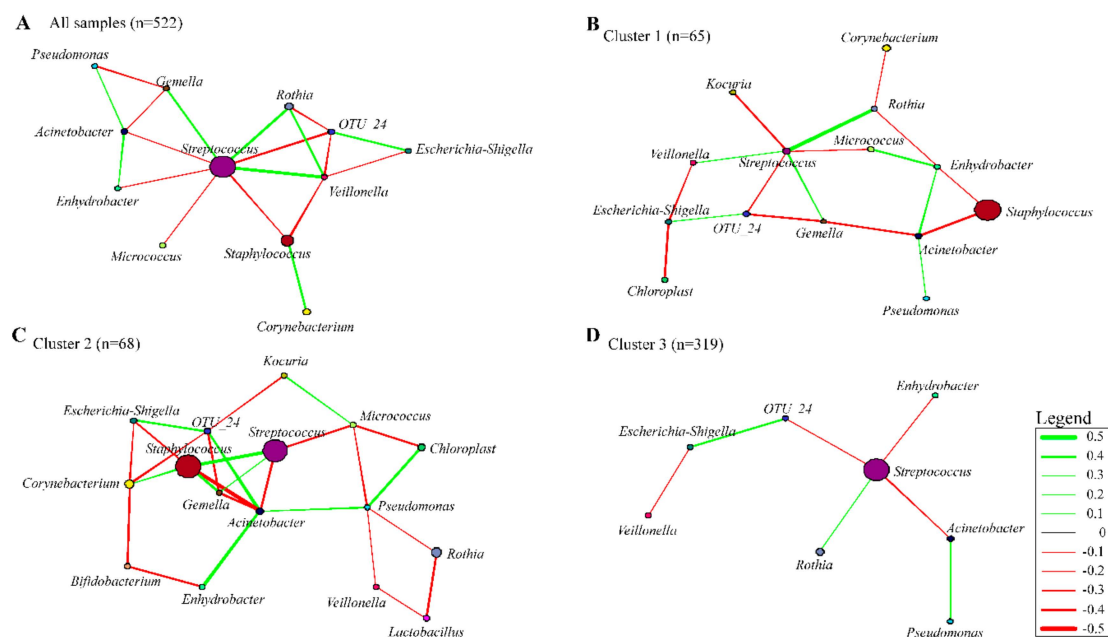 A All samples (n=522)
Pseudomonas
Gemella
Rothia
OTU_24
Acinetobacter
Streptococcus
Escherichia-Shigella
Veillonella
Enhydrobacter
Micrococcus
Staphylococcus
Corynebacterium
B
Cluster 1 (n=65)
Corynebacterium
Kocuria
Rothia
Micrococcus
Veillonella
Streptococcus
Enhydrobacter
Escherichia-Shigella
Staphylococcus
OTU_24
Gemella
Acinetobacter
Chloroplast
Pseudomonas
C
Cluster 2 (n=68)
Kocuria
Escherichia-Shigella
OTU_24
Micrococcus
Streptococcus
Staphylococcus
Chloroplast
Corynebacterium
Gemella
Pseudomonas
Acinetobacter
Rothia
Bifidobacterium
Enhydrobacter
Veillonella
Lactobacillus
D
Cluster 3 (n=319)
Enhydrobacter
OTU_24
Escherichia-Shigella
Streptococcus
Veillonella
Acinetobacter
Rothia
Pseudomonas
Legend
0.5
0.4
0.3
0.2
0.1
0
-0.1
-0.2
-0.3
-0.4
-0.5